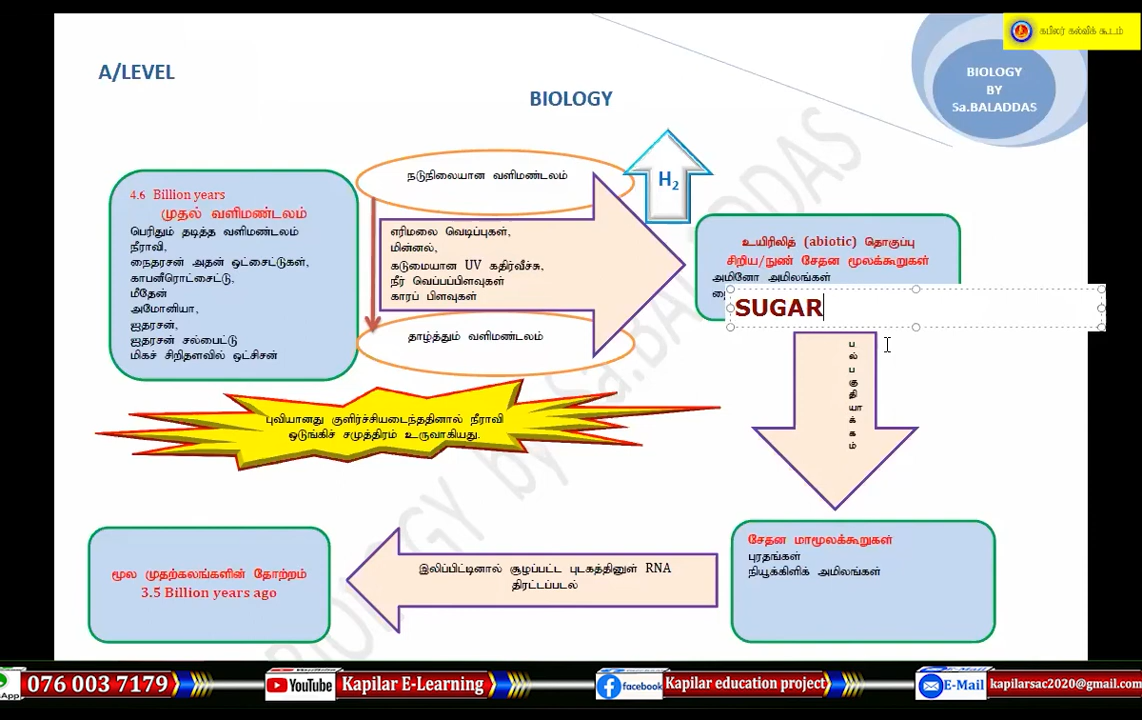 கபிலர் கல்விக் கூடம்
A/LEVEL
BIOLOGY
BIOLOGY
BY
Sa.BALADDAS
4.6 Billion years
முதல் வளிமண்டலம்
பெரிதும் தடித்த வளிமண்டலம்
நீராவி,
நைதரசன் அதன் ஒட்சைட்டுகள்,
காபனீரொட்சைட்டு,
மீதேன்
அமோனியா,
ஐதரசன்,
ஐதரசன் சல்பைட்டு
மிகச் சிறிதளவில் ஒட்சிசன்
நடுநிலையான வளிமண்டலம்
எரிமலை வெடிப்புகள்,
மின்னல்,
கடுமையான UV கதிர்வீச்சு,
நீர் வெப்பப்பிளவுகள்
காரப் பிளவுகள்
தாழ்த்தும் வளிமண்டலம்
H2
உயிரிலித் (abiotic) தொகுப்பு
சிறிய/நுண் சேதன மூலக்கூறுகள்
அமினோ அமிலங்கள்
SUGAR
பல்பகுதியாக்கம்
புவியானது குளிர்ச்சியடைந்ததினால் நீராவி
ஒடுங்கிச் சமுத்திரம் உருவாகியது.
சேதன மாமூலக்கூறுகள்
புரதங்கள்
நியூக்கிளிக் அமிலங்கள்
இலிப்பிட்டினால் சூழப்பட்ட புடகத்தினுள் RNA
திரட்டப்படல்
மூல முதற்கலங்களின் தோற்றம்
3.5 Billion years ago
BIOLOGY by Sa.BALADDAS
076 003 7179
YouTube
Kapilar E-Learning
facebook
Kapilar education project
E-Mail
kapilarsac2020@gmail.com